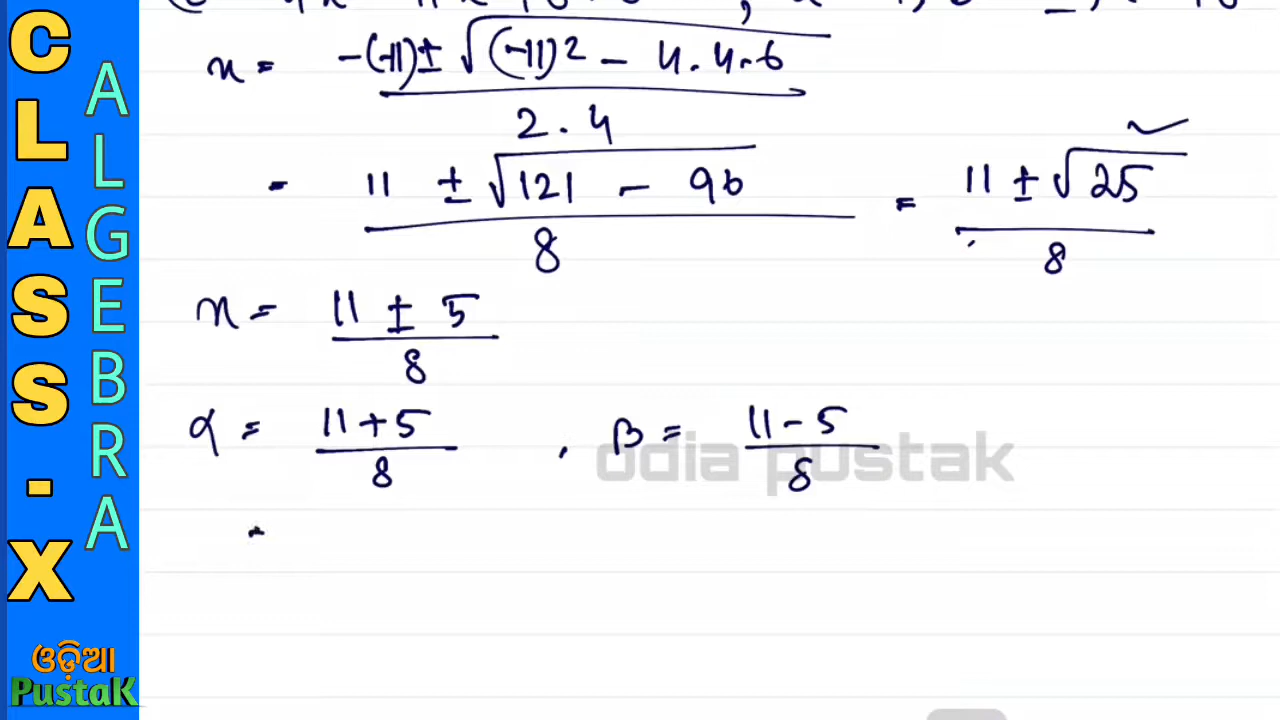 CLASS-X
ALGEBRA
ଓଡ଼ିଆ
PustaK
x = -(-11) ± √((-11)2 - 4.4.6
2.4
= 11 ± √(121 - 96
8
= 11 ± √25
8
x = 11 ± 5
8
α = 11+5
8
, β = 11-5
8
odia pustak